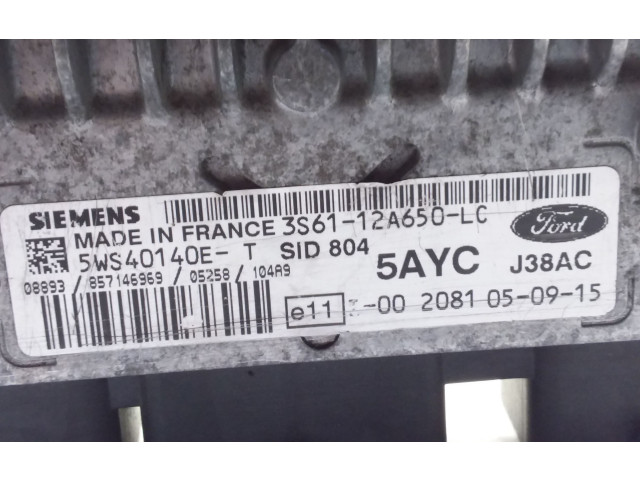 SIEMENS
MADE IN FRANCE 3S61-12A650-LC
5WS40140E- T SID 804
Ford
5AYC J38AC
08893 / 857146969 / 05258 / 104A9
e11 -00 2081 05-09-15